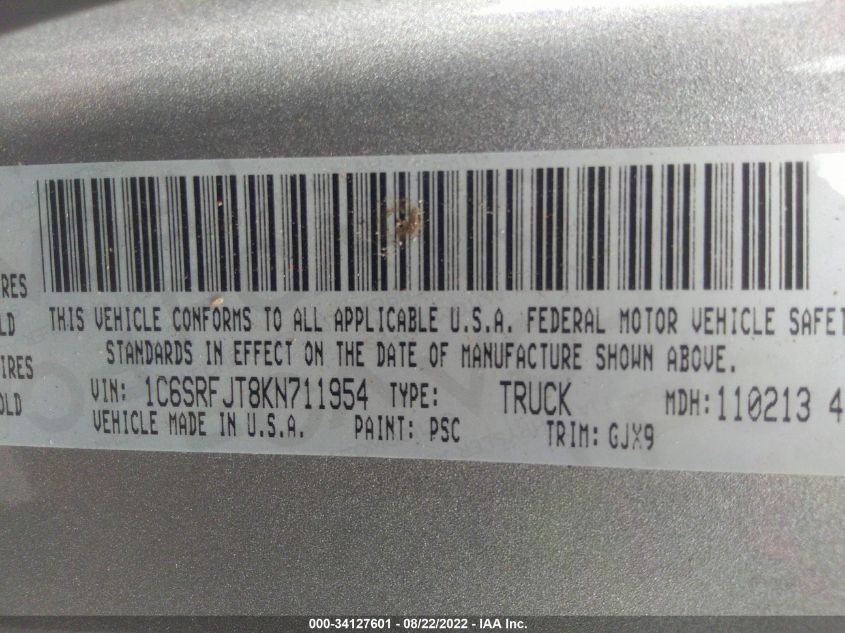 THIS VEHICLE CONFORMS TO ALL APPLICABLE U.S.A. FEDERAL MOTOR VEHICLE SAFET
STANDARDS IN EFFECT ON THE DATE OF MANUFACTURE SHOWN ABOVE.
VIN: 1C6SRFJT8KN711954 TYPE: TRUCK MDH: 110213 4
VEHICLE MADE IN U.S.A. PAINT: PSC TRIM: GJX9
IRES
LD
IRES
OLD
000-34127601 - 08/22/2022 - IAA Inc.